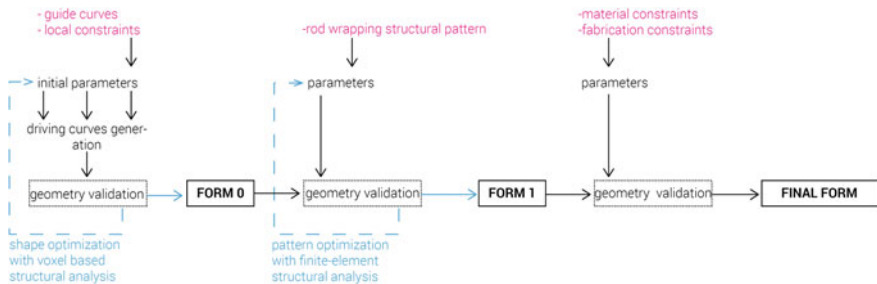 - guide curves
- local constraints
initial parameters
driving curves gener-
ation
geometry validation
shape optimization
with voxel based
structural analysis
FORM 0
-rod wrapping structural pattern
parameters
geometry validation
pattern optimization
with finite-element
structural analysis
FORM 1
-material constraints
-fabrication constraints
parameters
geometry validation
FINAL FORM